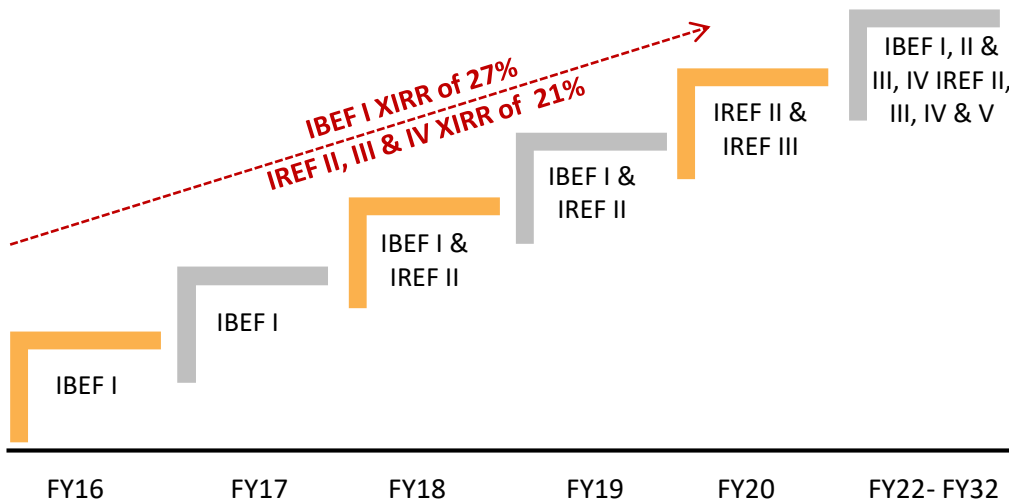 IBEF I XIRR of 27%
IREF II, III & IV XIRR of 21%
IBEF I
IBEF I
IBEF I &
IREF II
IBEF I &
IREF II
IREF II &
IREF III
IBEF I, II &
III, IV IREF II,
III, IV & V
FY16
FY17
FY18
FY19
FY20
FY22- FY32